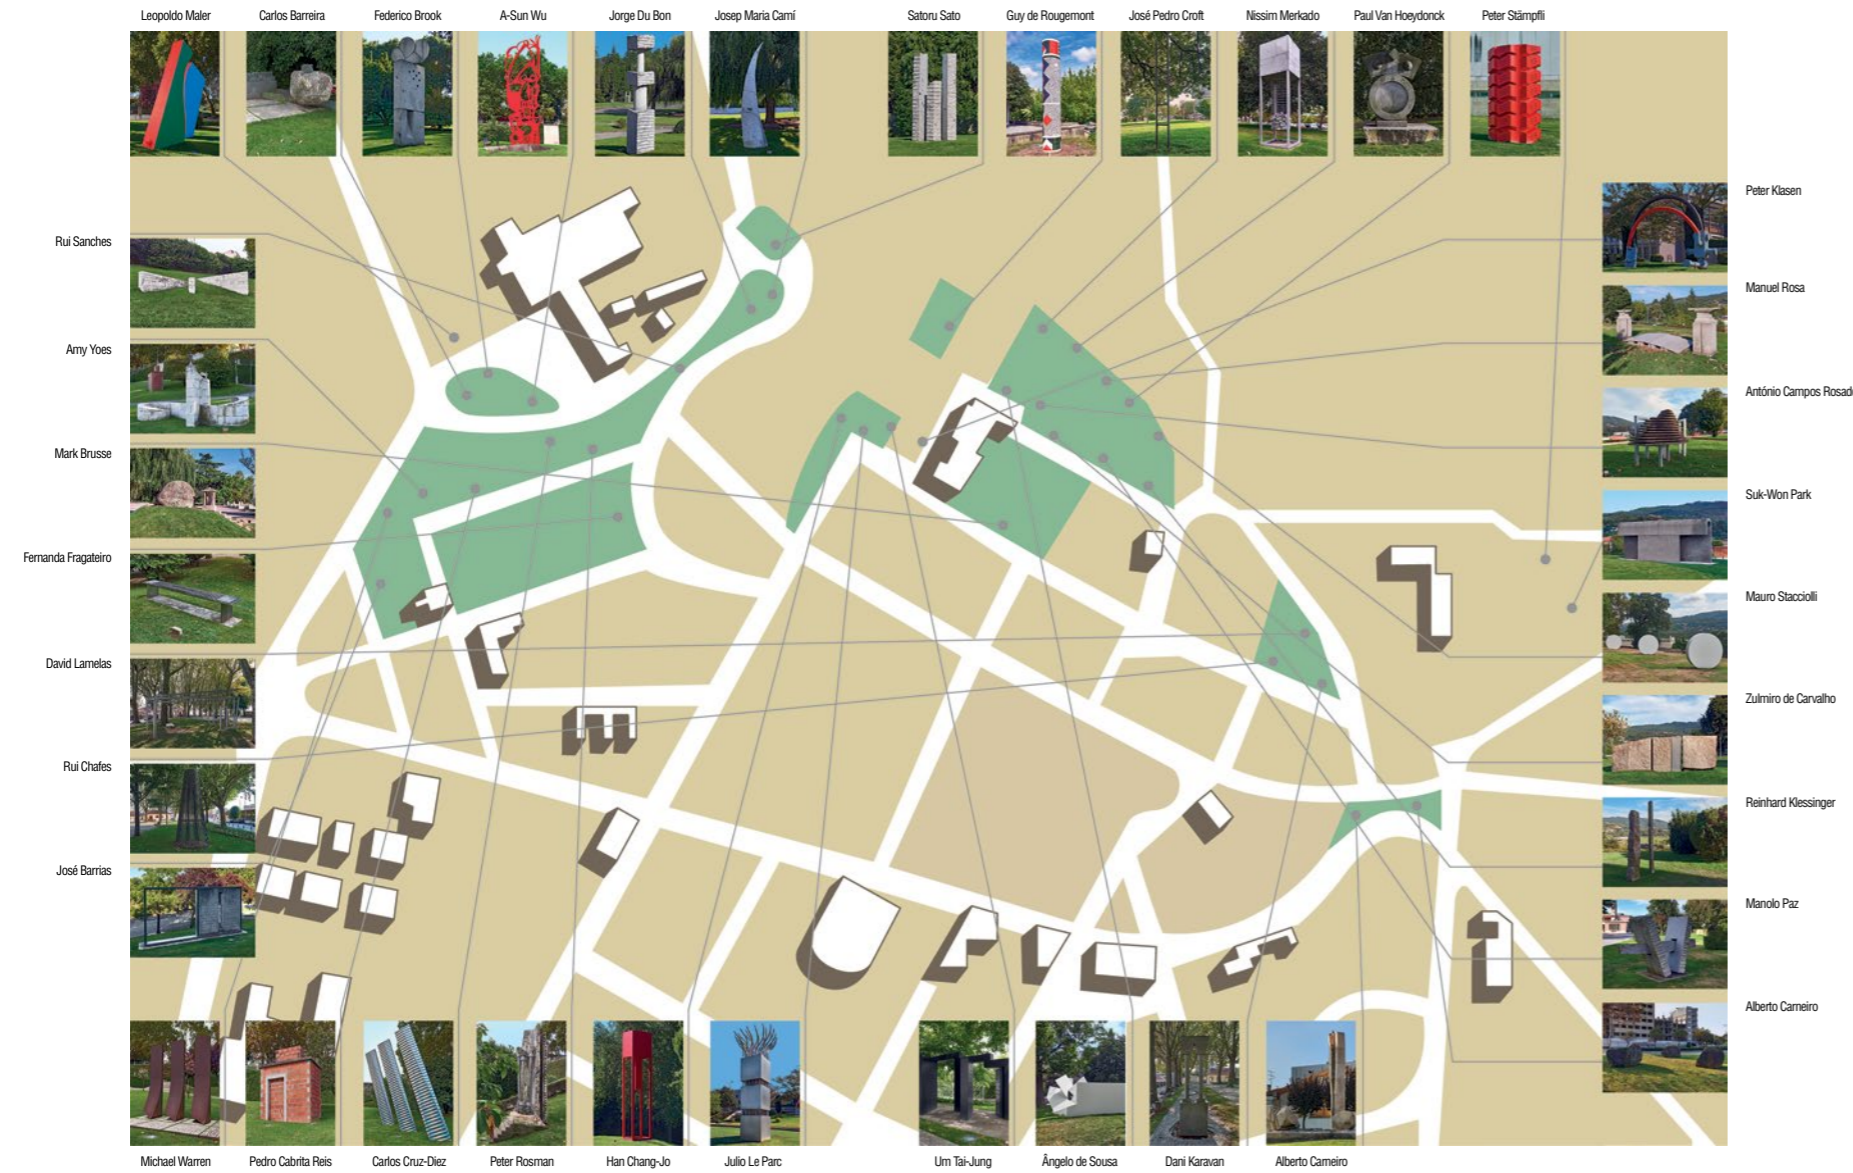 Leopoldo Maler
Carlos Barreira
Federico Brook
A-Sun Wu
Jorge Du Bon
Josep Maria Camí
Satoru Sato
Guy de Rougemont
José Pedro Croft
Nissim Merkado
Paul Van Hoeydonck
Peter Stämpfli
Rui Sanches
Amy Yoes
Mark Brusse
Fernanda Fragateiro
David Lamelas
Rui Chafes
José Barrias
Peter Klasen
Manuel Rosa
António Campos Rosad
Suk-Won Park
Mauro Stacciolli
Zulmiro de Carvalho
Reinhard Klessinger
Manolo Paz
Alberto Carneiro
Michael Warren
Pedro Cabrita Reis
Carlos Cruz-Diez
Peter Rosman
Han Chang-Jo
Julio Le Parc
Um Tai-Jung
Ângelo de Sousa
Dani Karavan
Alberto Carneiro